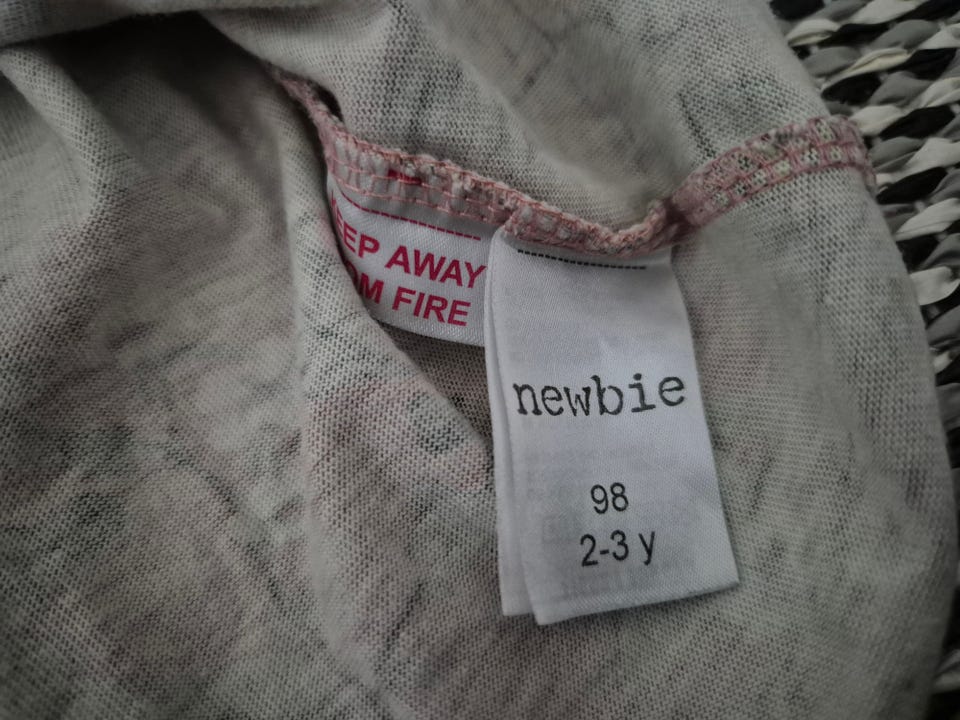 EEP AWAY
OM FIRE
newbie
98
2-3 y